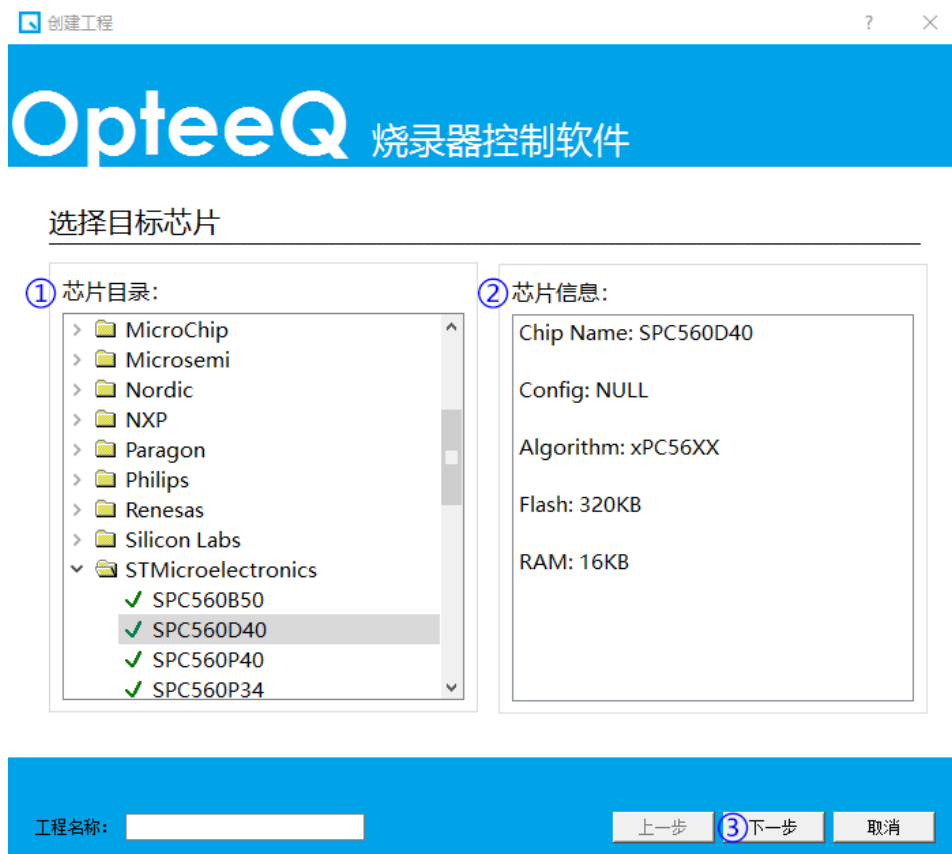 创建工程
?
OpteeQ 烧录器控制软件
选择目标芯片
① 芯片目录:
MicroChip
Microsemi
Nordic
NXP
Paragon
Philips
Renesas
Silicon Labs
STMicroelectronics
SPC560B50
SPC560D40
SPC560P40
SPC560P34
② 芯片信息:
Chip Name: SPC560D40
Config: NULL
Algorithm: xPC56XX
Flash: 320KB
RAM: 16KB
工程名称:
上一步 ③ 下一步 取消